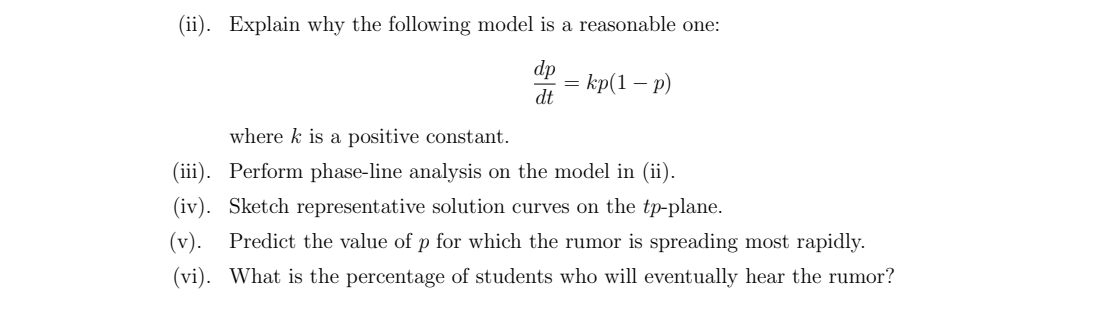 (ii). Explain why the following model is a reasonable one:
dp/dt = kp(1 − p)
where k is a positive constant.
(iii). Perform phase-line analysis on the model in (ii).
(iv). Sketch representative solution curves on the tp-plane.
(v). Predict the value of p for which the rumor is spreading most rapidly.
(vi). What is the percentage of students who will eventually hear the rumor?